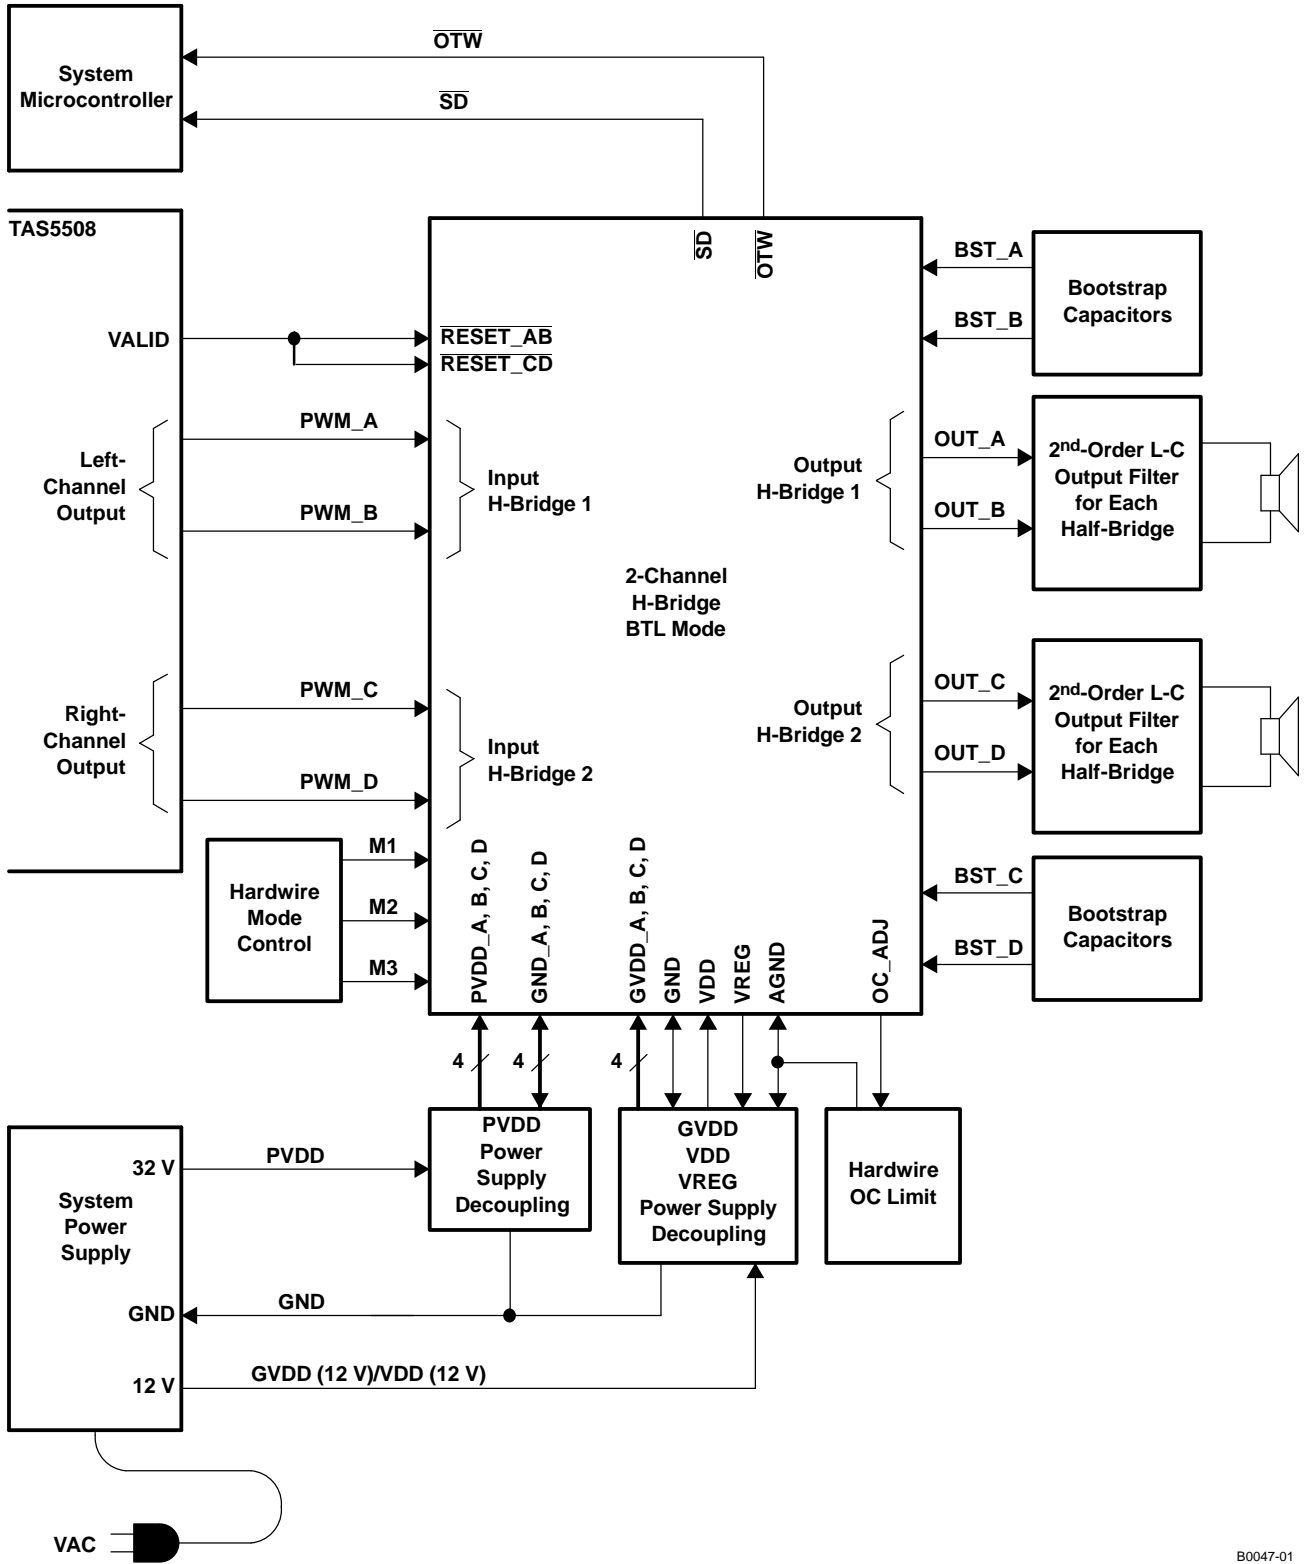 OTW
System
Microcontroller
SD
TAS5508
SD
OTW
BST_A
Bootstrap
Capacitors
BST_B
VALID
RESET_AB
RESET_CD
PWM_A
Left-
Channel
Output
Input
H-Bridge 1
PWM_B
Output
H-Bridge 1
OUT_A
OUT_B
2nd-Order L-C
Output Filter
for Each
Half-Bridge
2-Channel
H-Bridge
BTL Mode
PWM_C
Right-
Channel
Output
Input
H-Bridge 2
PWM_D
Output
H-Bridge 2
OUT_C
OUT_D
2nd-Order L-C
Output Filter
for Each
Half-Bridge
M1
Hardwire
Mode
Control
M2
M3
PVDD_A, B, C, D
GND_A, B, C, D
GVDD_A, B, C, D
GND
VDD
VREG
AGND
OC_ADJ
BST_C
Bootstrap
Capacitors
BST_D
4
4
4
PVDD
Power
Supply
Decoupling
GVDD
VDD
VREG
Power Supply
Decoupling
Hardwire
OC Limit
32 V
PVDD
System
Power
Supply
GND
GND
12 V
GVDD (12 V)/VDD (12 V)
VAC
B0047-01